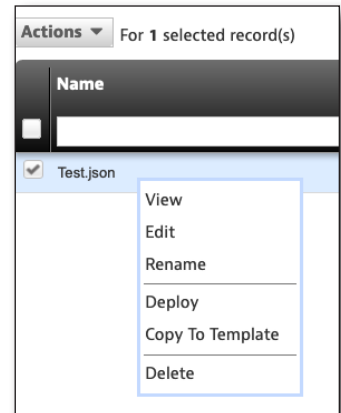 Actions For 1 selected record(s)
Name
Test.json
View
Edit
Rename
Deploy
Copy To Template
Delete